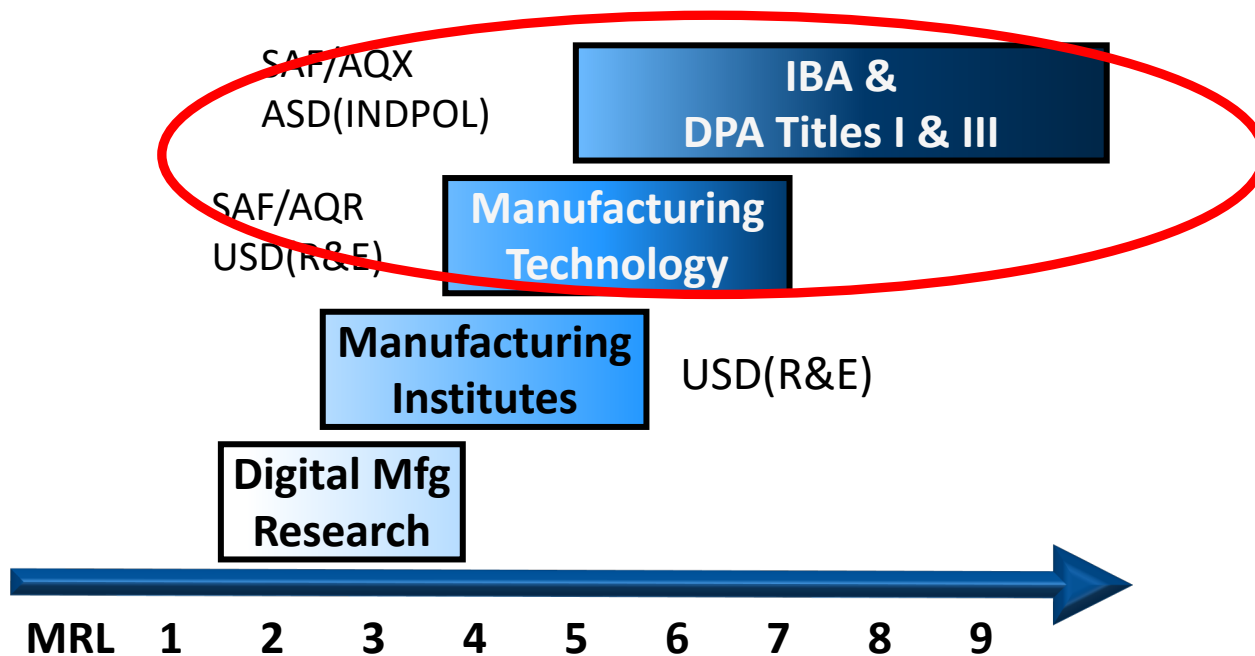 SAF/AQX
ASD(INDPOL)
IBA &
DPA Titles I & III
SAF/AQR
USD(R&E)
Manufacturing
Technology
Manufacturing
Institutes
USD(R&E)
Digital Mfg
Research
MRL 1 2 3 4 5 6 7 8 9